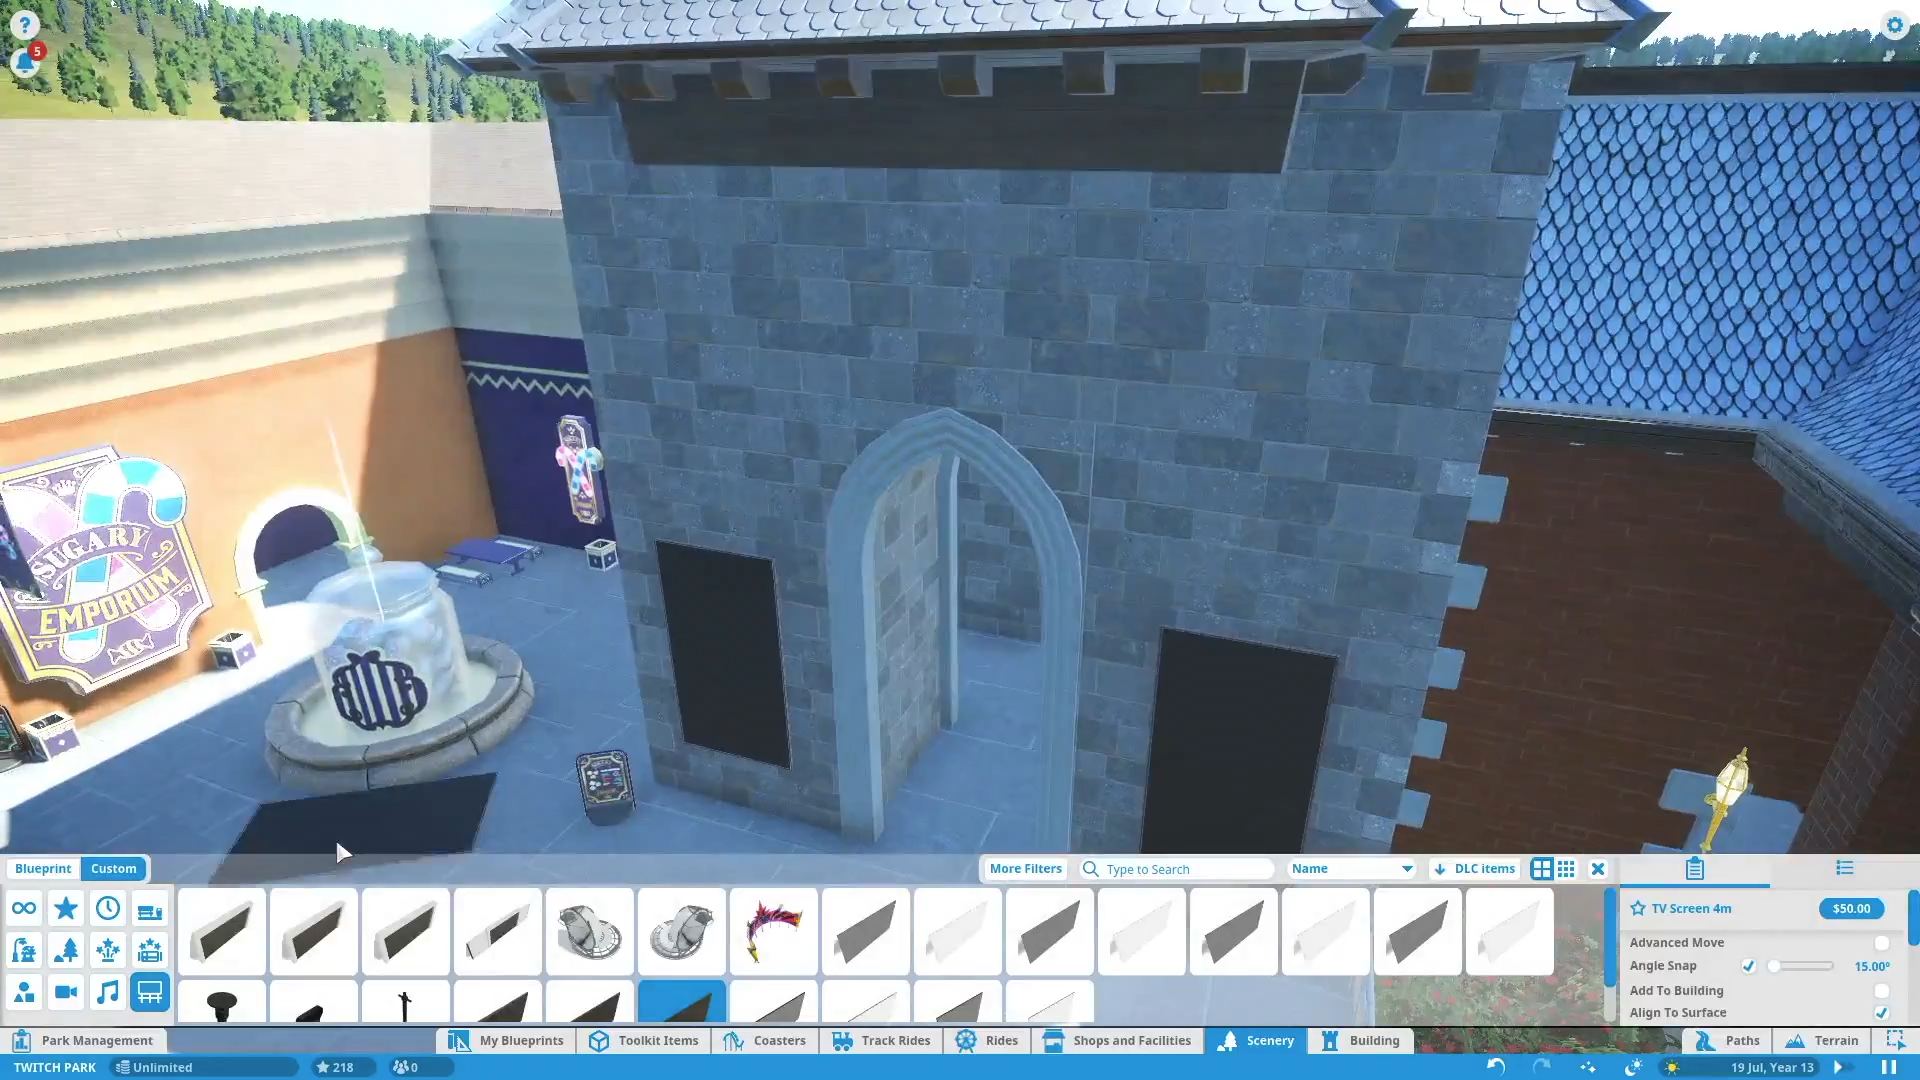 ?
5
SUGARY
EMPORIUM
Blueprint
Custom
More Filters
Type to Search
Name
DLC items
TV Screen 4m
$50.00
Advanced Move
Angle Snap
15.00°
Add To Building
Align To Surface
Park Management
My Blueprints
Toolkit Items
Coasters
Track Rides
Rides
Shops and Facilities
Scenery
Building
Paths
Terrain
TWITCH PARK
Unlimited
218
0
19 Jul, Year 13